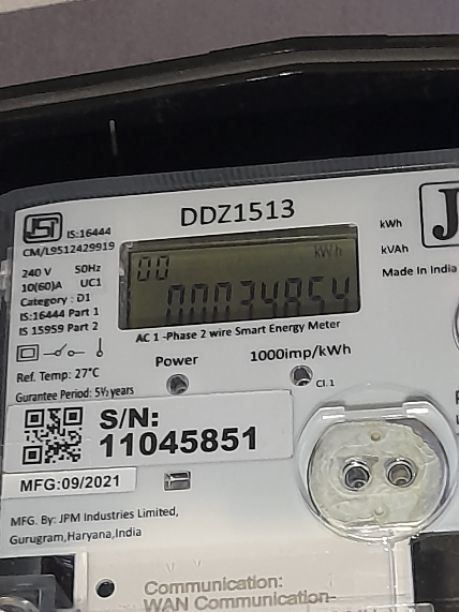 DDZ1513
IS:16444
CM/L9512429919
240 V 50Hz
10(60)A UC1
Category : D1
IS:16444 Part 1
IS 15959 Part 2
kWh
00
00034854
kWh
kVAh
Made In India
J
AC 1 -Phase 2 wire Smart Energy Meter
Power
1000imp/kWh
Cl.1
Ref. Temp: 27°C
Gurantee Period: 5½ years
S/N:
11045851
MFG:09/2021
MFG. By: JPM Industries Limited,
Gurugram,Haryana,India
Communication:
WAN Communication-